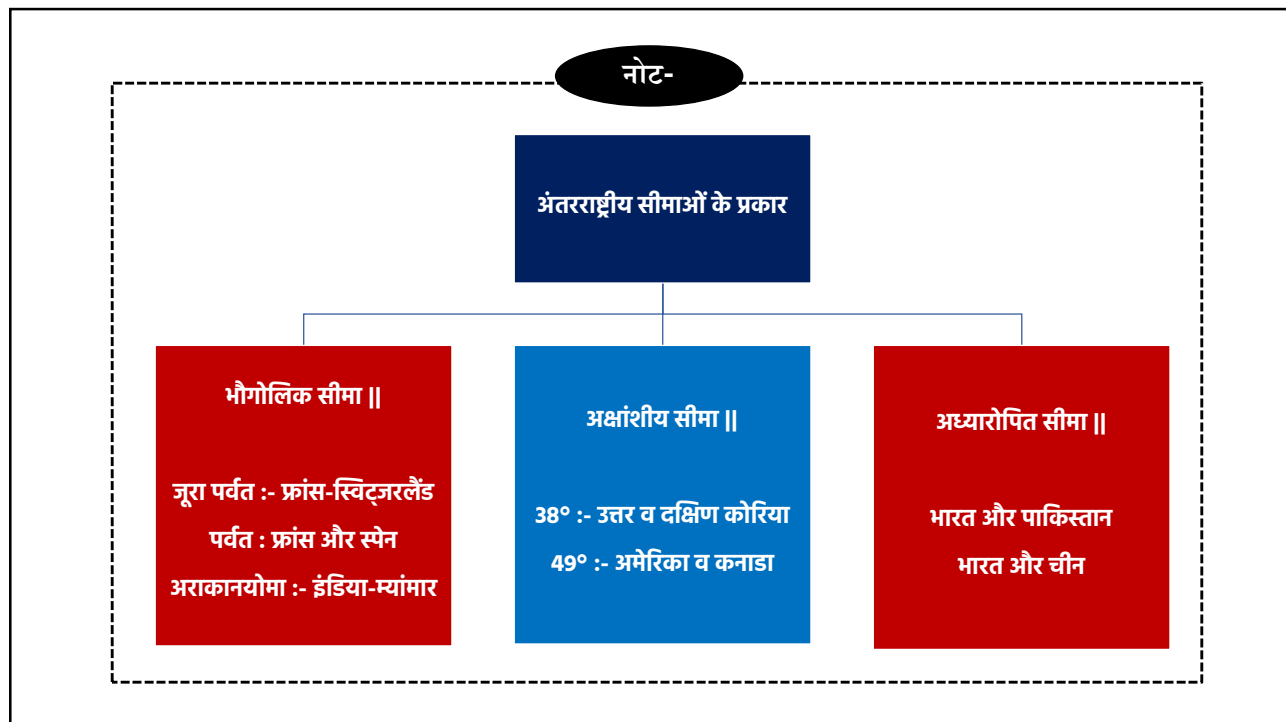 नोट-
अंतरराष्ट्रीय सीमाओं के प्रकार
भौगोलिक सीमा ||
जूरा पर्वत :- फ्रांस-स्विट्जरलैंड
पर्वत : फ्रांस और स्पेन
अराकानयोमा :- इंडिया-म्यांमार
अक्षांशीय सीमा ||
38° :- उत्तर व दक्षिण कोरिया
49° :- अमेरिका व कनाडा
अध्यारोपित सीमा ||
भारत और पाकिस्तान
भारत और चीन